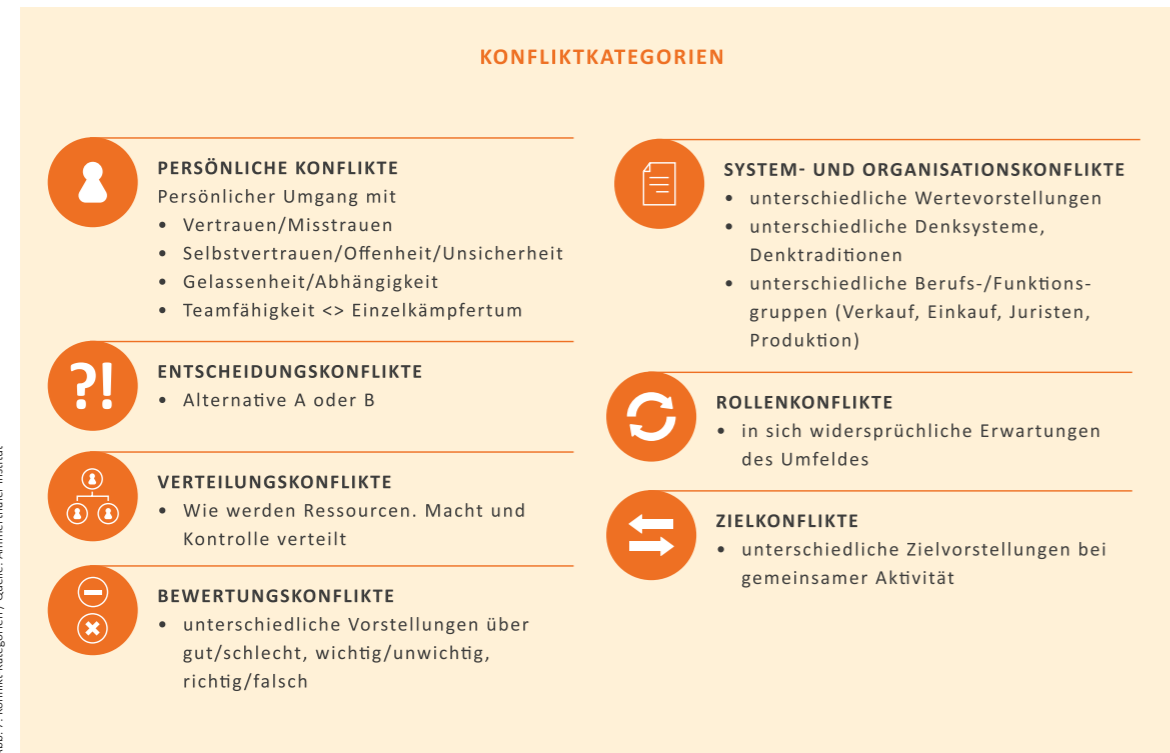 KONFLIKTKATEGORIEN
PERSÖNLICHE KONFLIKTE
Persönlicher Umgang mit
• Vertrauen/Misstrauen
• Selbstvertrauen/Offenheit/Unsicherheit
• Gelassenheit/Abhängigkeit
• Teamfähigkeit <> Einzelkämpfertum
?!
ENTSCHEIDUNGSKONFLIKTE
• Alternative A oder B
VERTEILUNGSKONFLIKTE
• Wie werden Ressourcen. Macht und
Kontrolle verteilt
BEWERTUNGSKONFLIKTE
• unterschiedliche Vorstellungen über
gut/schlecht, wichtig/unwichtig,
richtig/falsch
SYSTEM- UND ORGANISATIONSKONFLIKTE
• unterschiedliche Wertevorstellungen
• unterschiedliche Denksysteme,
Denktraditionen
• unterschiedliche Berufs-/Funktions-
gruppen (Verkauf, Einkauf, Juristen,
Produktion)
ROLLENKONFLIKTE
• in sich widersprüchliche Erwartungen
des Umfeldes
ZIELKONFLIKTE
• unterschiedliche Zielvorstellungen bei
gemeinsamer Aktivität